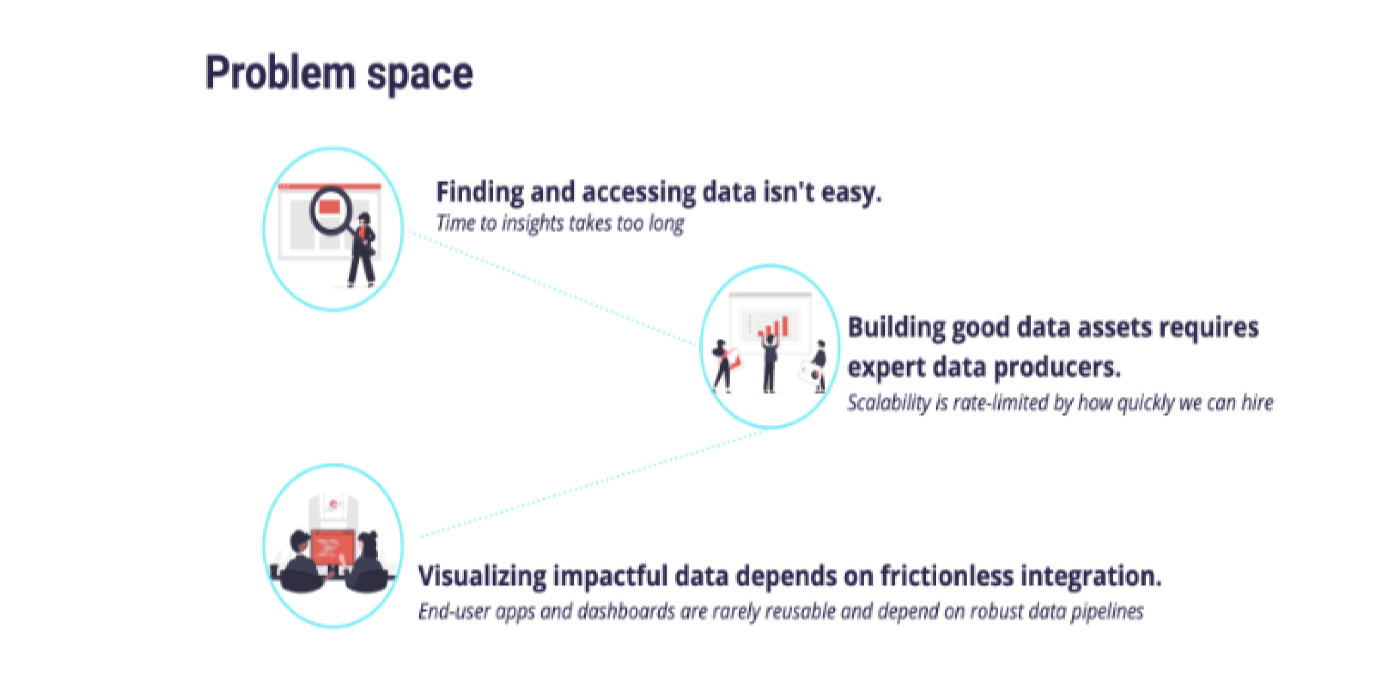 Problem space
Finding and accessing data isn't easy.
Time to insights takes too long
Building good data assets requires
expert data producers.
Scalability is rate-limited by how quickly we can hire
Visualizing impactful data depends on frictionless integration.
End-user apps and dashboards are rarely reusable and depend on robust data pipelines